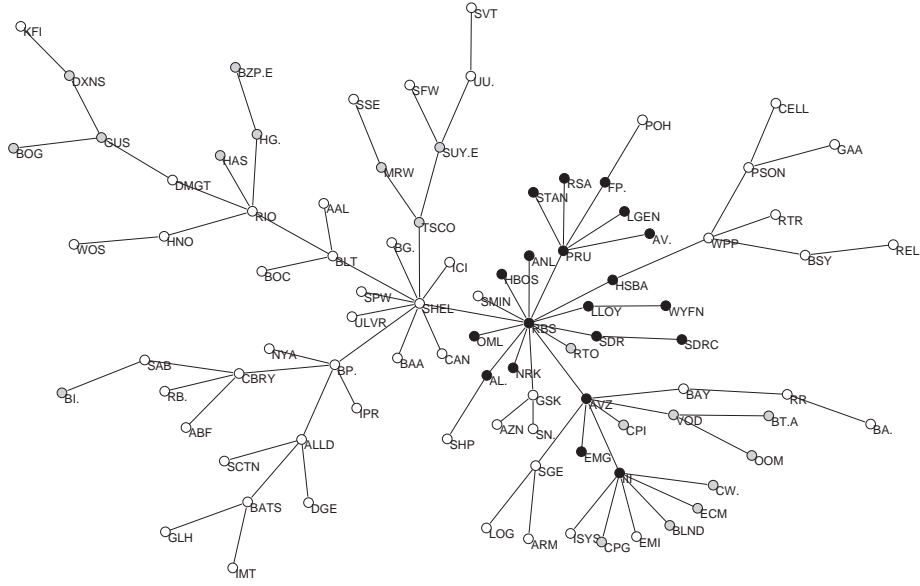 SVT
KFI
DXNS
BZP.E
UU.
SFW
SSE
CELL
POH
HG.
GUS
BOG
GAA
SUY.E
HAS
MRW
PSON
DMGT
RSA
FP.
STAN
AAL
RIO
LGEN
RTR
TSCO
AV.
WPP
HNO
WOS
BG.
REL
BLT
PRU
BSY
ANL
ICI
BOC
HBOS
HSBA
SPW
SMIN
SHEL
LLOY
WYFN
ULVR
RBS
OML
SDR
SDRC
RTO
NYA
BAA
CAN
SAB
BP.
CBRY
NRK
AL.
BI.
RB.
BAY
RR
GSK
AVZ
IPR
VOD
BT.A
ABF
AZN
SN.
CPI
BA.
ALLD
SHP
EMG
OOM
SCTN
SGE
CW.
BATS
DGE
ECM
GLH
LOG
ARM
ISYS
CPG
EMI
BLND
IMT